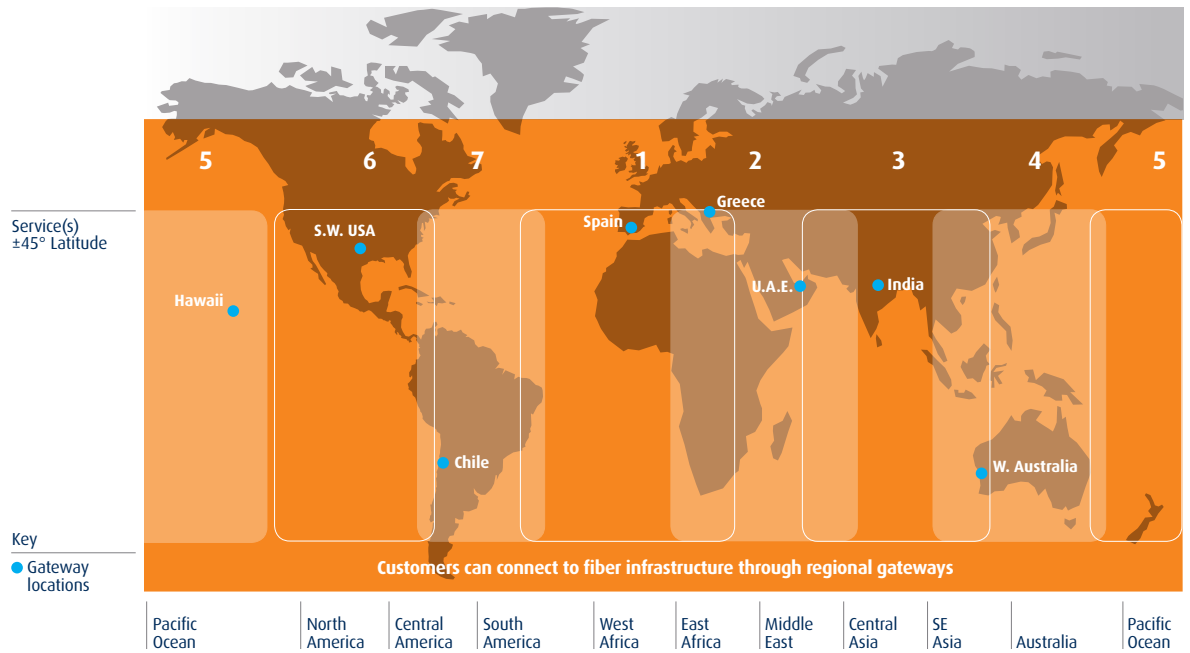 5
6
7
1
2
3
4
5
Service(s)
±45° Latitude
Greece
Spain
S.W. USA
U.A.E.
India
Hawaii
Chile
W. Australia
Key
Gateway
locations
Customers can connect to fiber infrastructure through regional gateways
Pacific
Ocean
North
America
Central
America
South
America
West
Africa
East
Africa
Middle
East
Central
Asia
SE
Asia
Australia
Pacific
Ocean